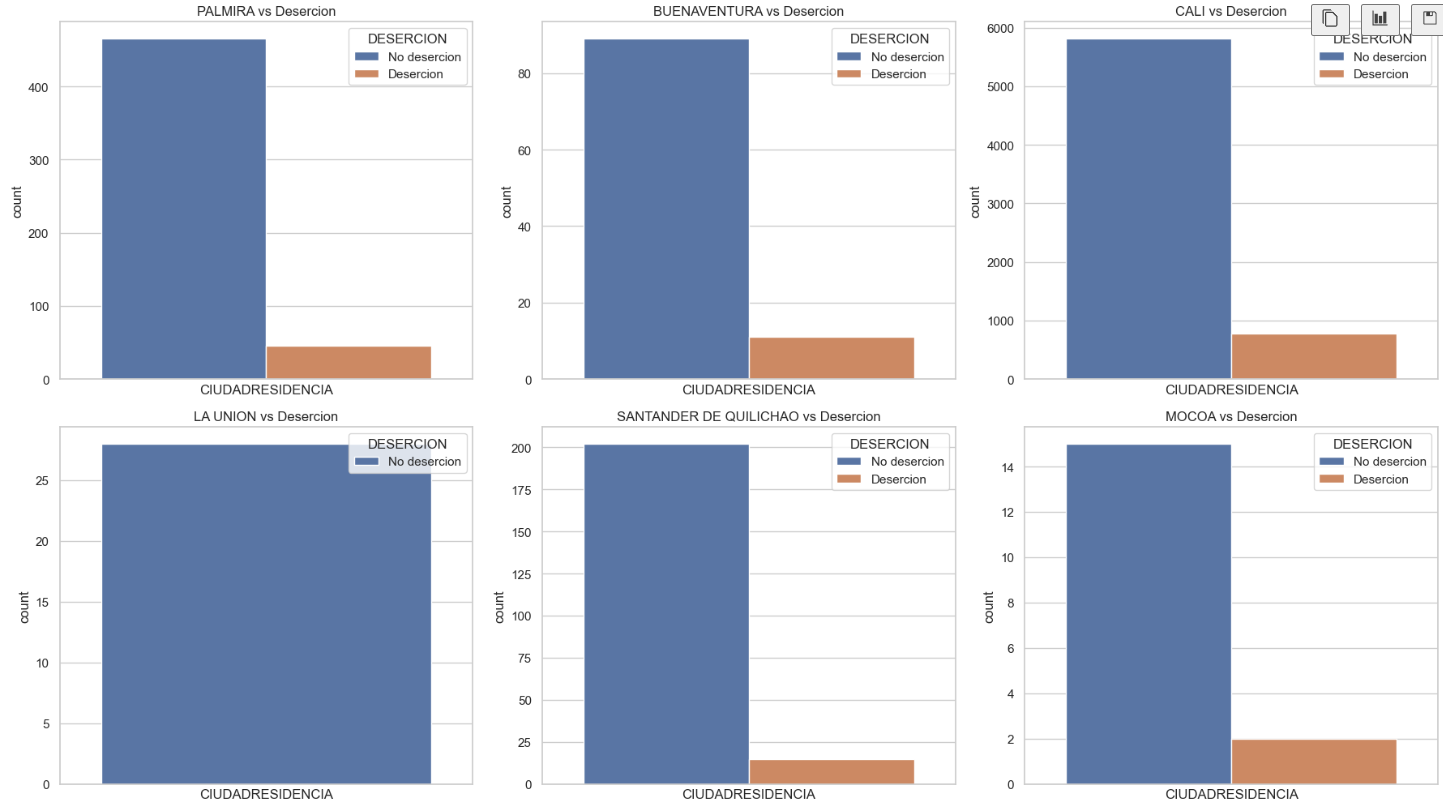 PALMIRA vs Desercion
DESERCION
No desercion
Desercion
400
300
200
100
0
count
CIUDADRESIDENCIA
BUENAVENTURA vs Desercion
DESERCION
No desercion
Desercion
80
60
40
20
0
count
CIUDADRESIDENCIA
CALI vs Desercion
DESERCION
No desercion
Desercion
6000
5000
4000
3000
2000
1000
0
count
CIUDADRESIDENCIA
LA UNION vs Desercion
DESERCION
No desercion
25
20
15
10
5
0
count
CIUDADRESIDENCIA
SANTANDER DE QUILICHAO vs Desercion
DESERCION
No desercion
Desercion
200
175
150
125
100
75
50
25
0
count
CIUDADRESIDENCIA
MOCOA vs Desercion
DESERCION
No desercion
Desercion
14
12
10
8
6
4
2
0
count
CIUDADRESIDENCIA